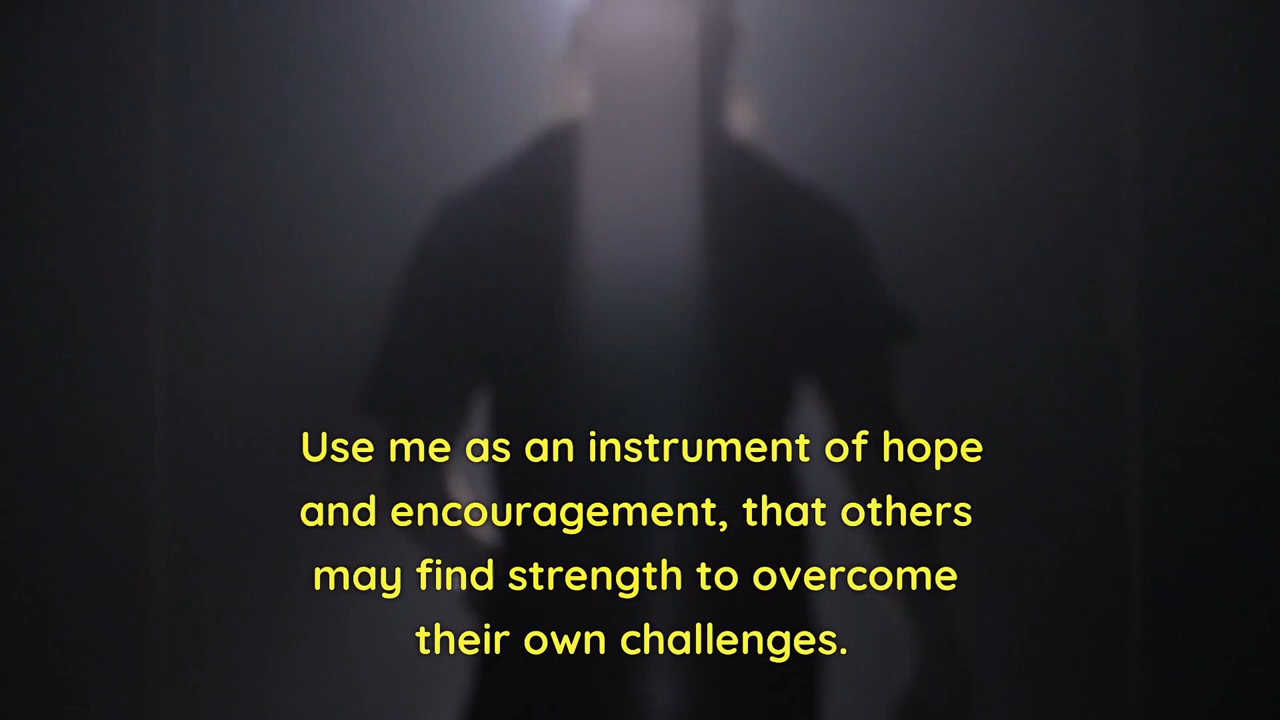 Use me as an instrument of hope
and encouragement, that others
may find strength to overcome
their own challenges.